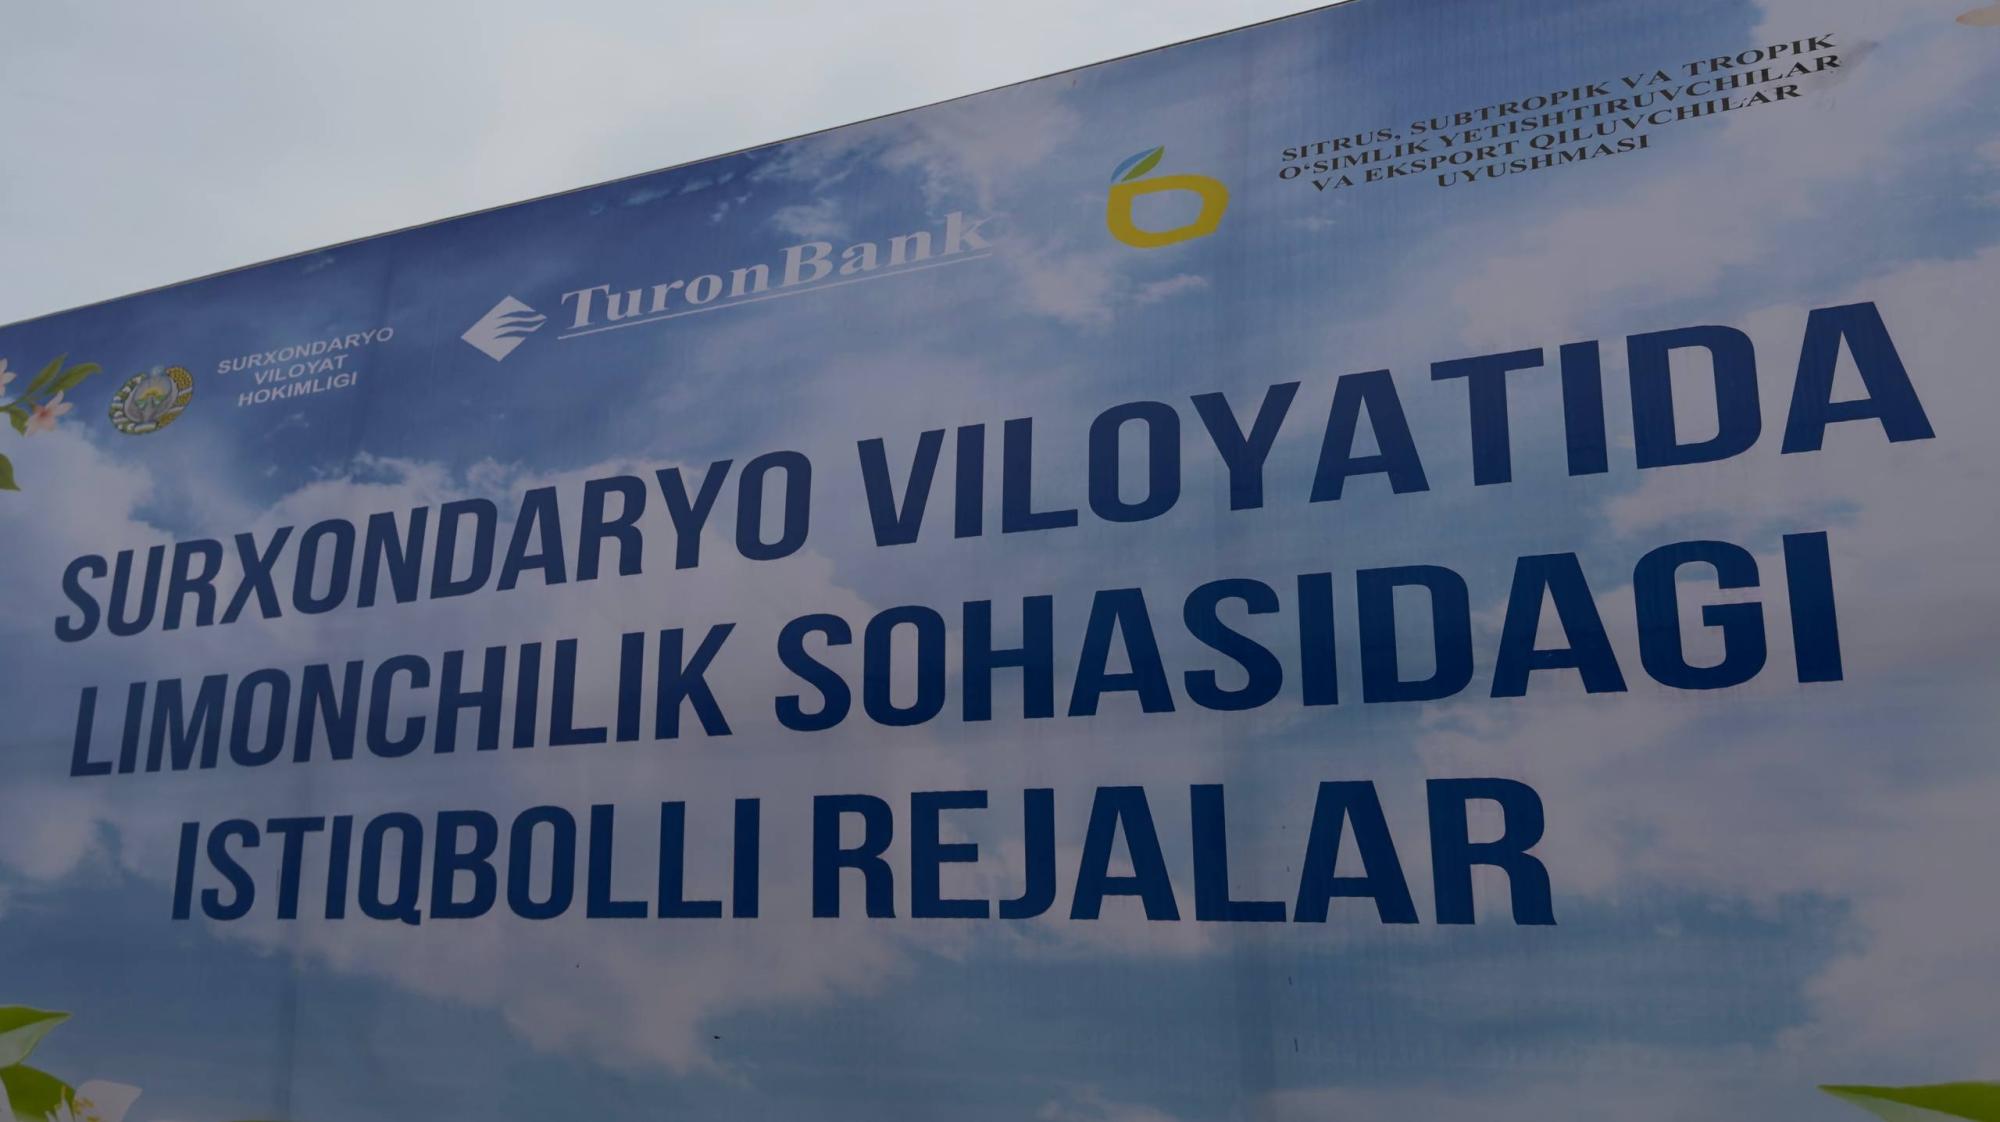 SURXONDARYO
VILOYAT
HOKIMLIGI
TuronBank
SITRUS, SUBTROPIK VA TROPIK
O‘SIMLIK YETISHTIRUVCHILAR
VA EKSPORT QILUVCHILAR
UYUSHMASI
SURXONDARYO VILOYATIDA
LIMONCHILIK SOHASIDAGI
ISTIQBOLLI REJALAR